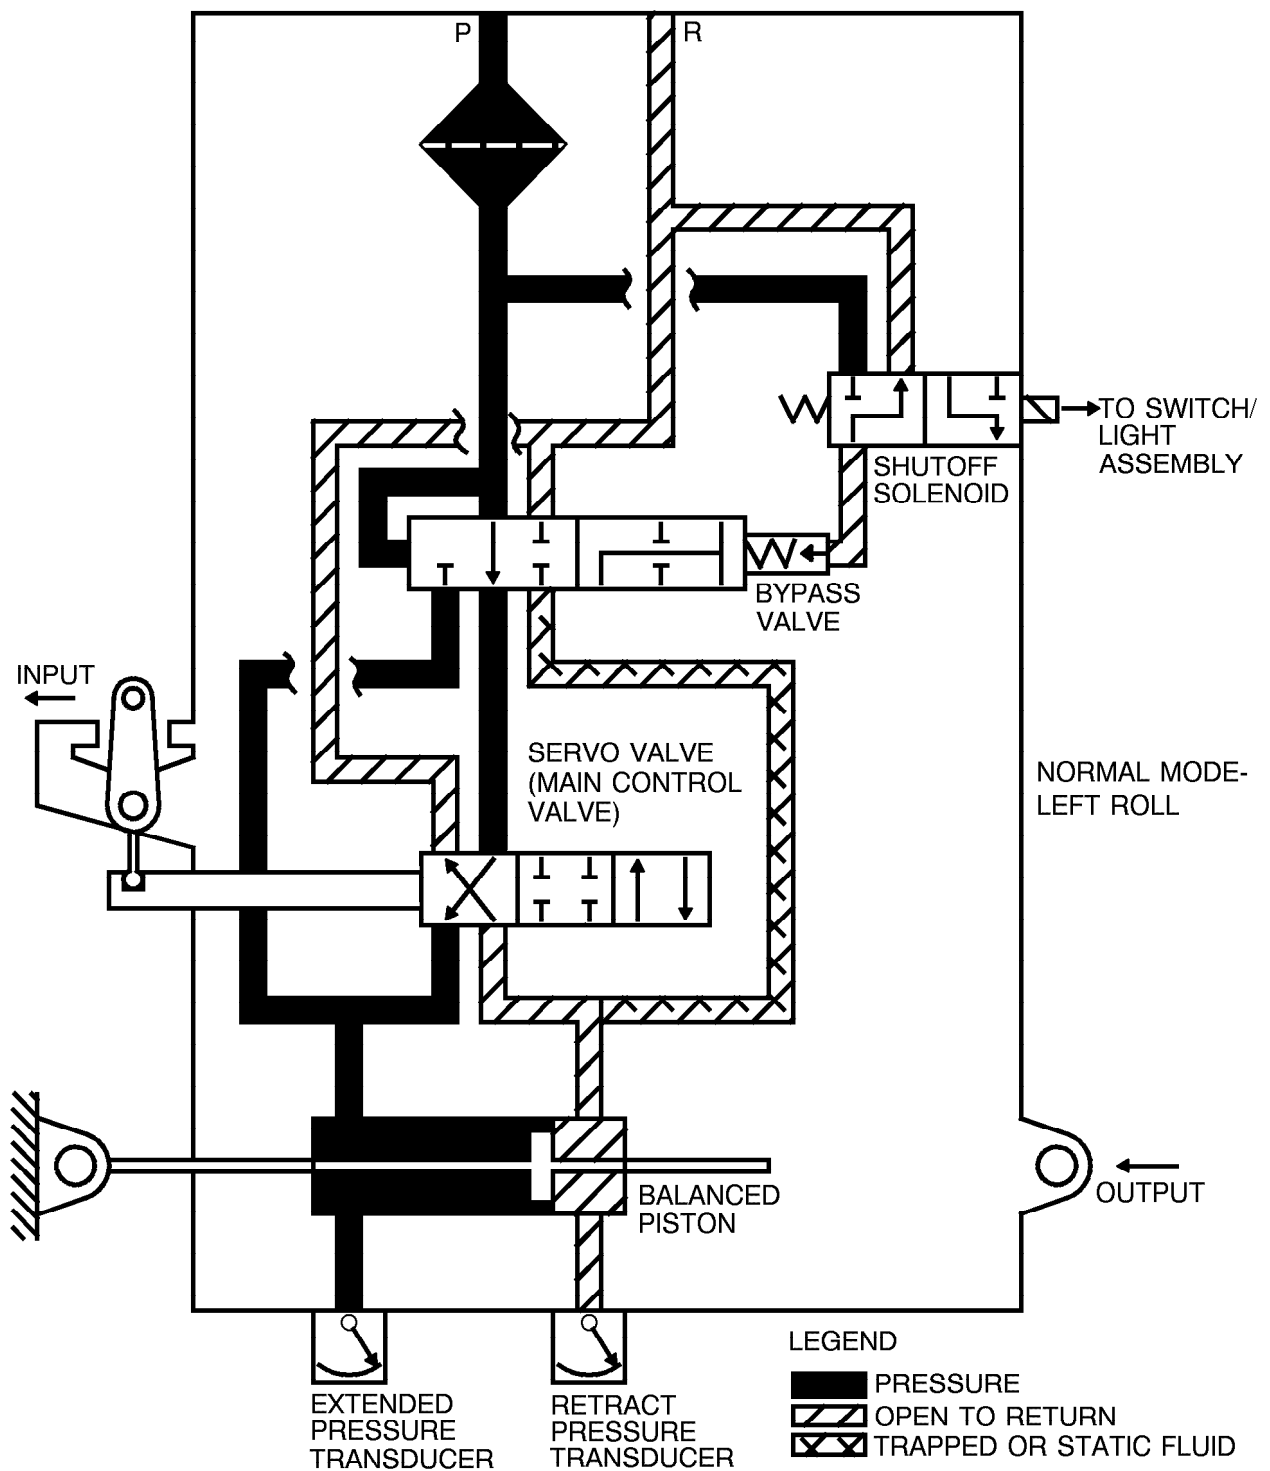 P
R
TO SWITCH/
LIGHT
ASSEMBLY
SHUTOFF
SOLENOID
BYPASS
VALVE
INPUT
SERVO VALVE
(MAIN CONTROL
VALVE)
NORMAL MODE-
LEFT ROLL
BALANCED
PISTON
OUTPUT
EXTENDED
PRESSURE
TRANSDUCER
RETRACT
PRESSURE
TRANSDUCER
LEGEND
PRESSURE
OPEN TO RETURN
TRAPPED OR STATIC FLUID